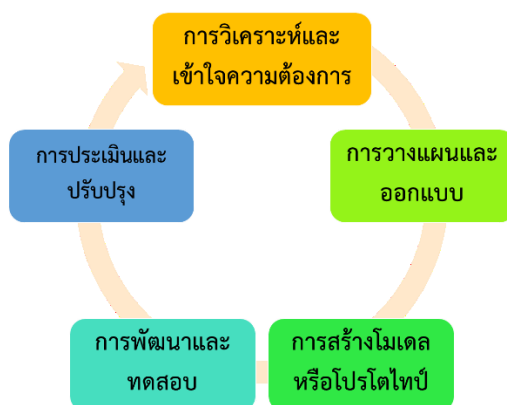 การวิเคราะห์และ
เข้าใจความต้องการ
การวางแผนและ
ออกแบบ
การสร้างโมเดล
หรือโปรโตไทป์
การพัฒนาและ
ทดสอบ
การประเมินและ
ปรับปรุง